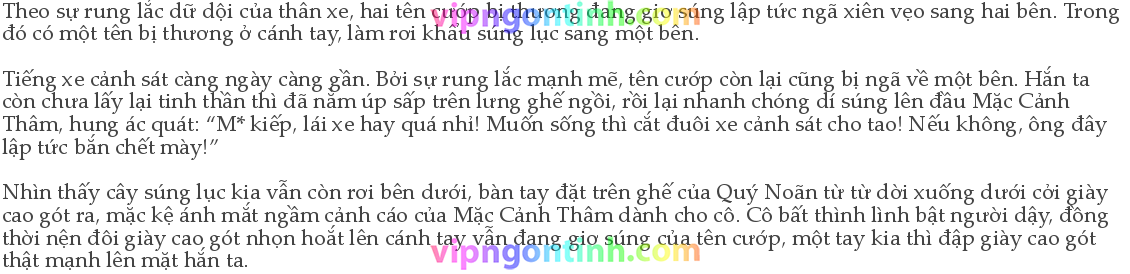 Theo sự rung lắc dữ dội của thân xe, hai tên cướp bị thương đang giơ súng lập tức ngã xiên vẹo sang hai bên. Trong
vipngontinh.com
đó có một tên bị thương ở cánh tay, làm rơi khẩu súng lục sang một bên.
Tiếng xe cảnh sát càng ngày càng gần. Bởi sự rung lắc mạnh mẽ, tên cướp còn lại cũng bị ngã về một bên. Hắn ta
còn chưa lấy lại tinh thần thì đã nằm úp sấp trên lưng ghế ngồi, rồi lại nhanh chóng dí súng lên đầu Mặc Cảnh
Thâm, hung ác quát: “M* kiếp, lái xe hay quá nhỉ! Muốn sống thì cắt đuôi xe cảnh sát cho tao! Nếu không, ông đây
lập tức bắn chết mày!”
Nhìn thấy cây súng lục kia vẫn còn rơi bên dưới, bàn tay đặt trên ghế của Quý Noãn từ từ dời xuống dưới cởi giày
cao gót ra, mặc kệ ánh mắt ngầm cảnh cáo của Mặc Cảnh Thâm dành cho cô. Cô bất thình lình bật người dậy, đồng
thời nện đôi giày cao gót nhọn hoắt lên cánh tay vẫn đang giơ súng của tên cướp, một tay kia thì đập giày cao gót
vipngontinh.com
thật mạnh lên mặt hắn ta.